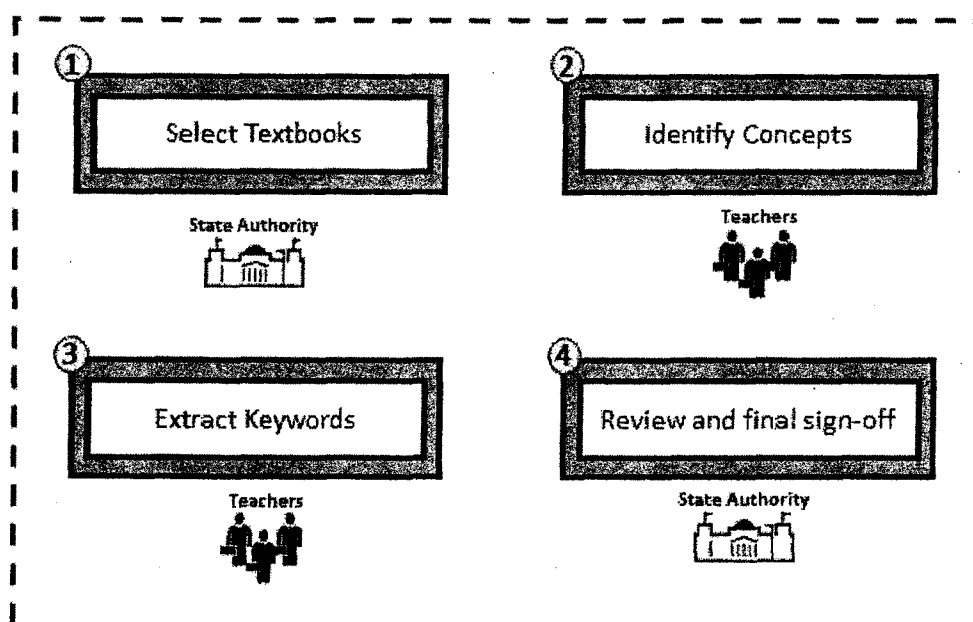 1
Select Textbooks
State Authority
2
Identify Concepts
Teachers
3
Extract Keywords
Teachers
4
Review and final sign-off
State Authority